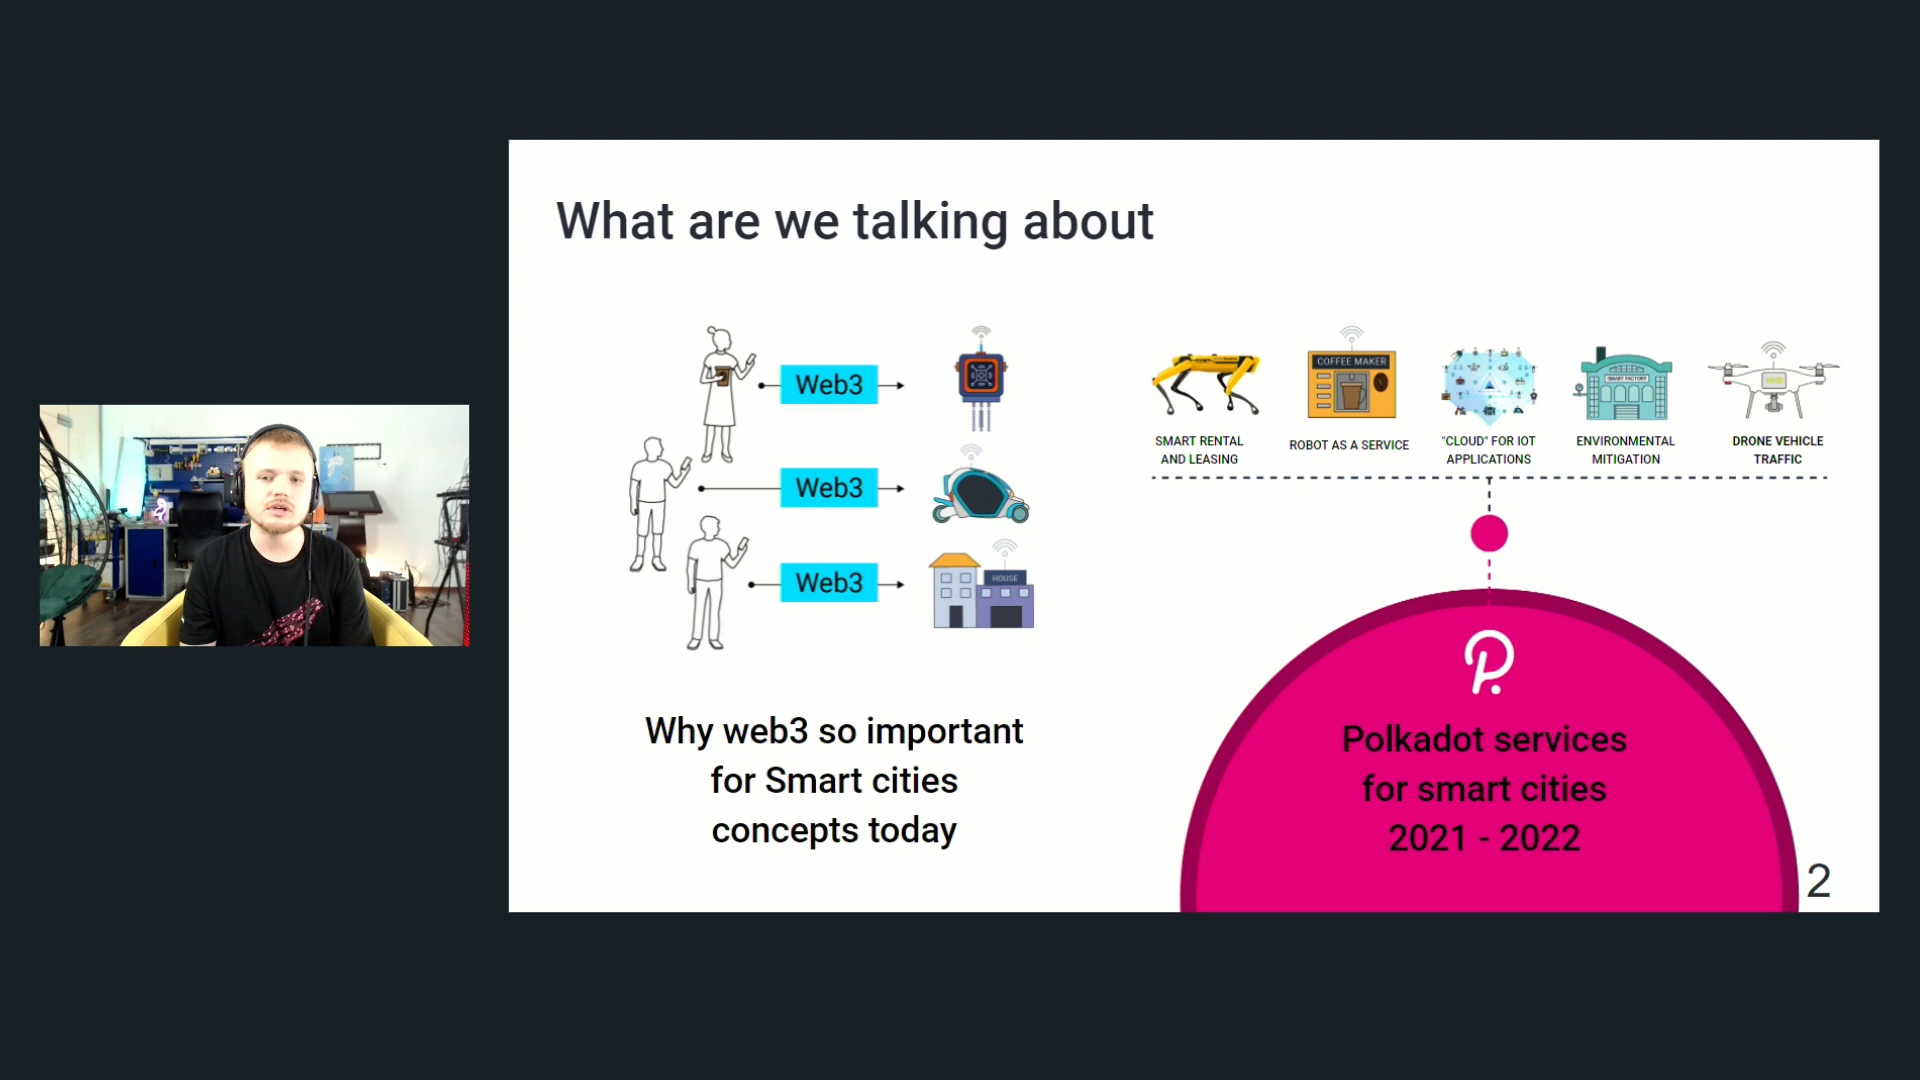 What are we talking about
Web3
Web3
Web3
HOUSE
Why web3 so important
for Smart cities
concepts today
COFFEE MAKER
SMART FACTORY
SMART RENTAL
AND LEASING
ROBOT AS A SERVICE
"CLOUD" FOR IOT
APPLICATIONS
ENVIRONMENTAL
MITIGATION
DRONE VEHICLE
TRAFFIC
Polkadot services
for smart cities
2021 - 2022
2